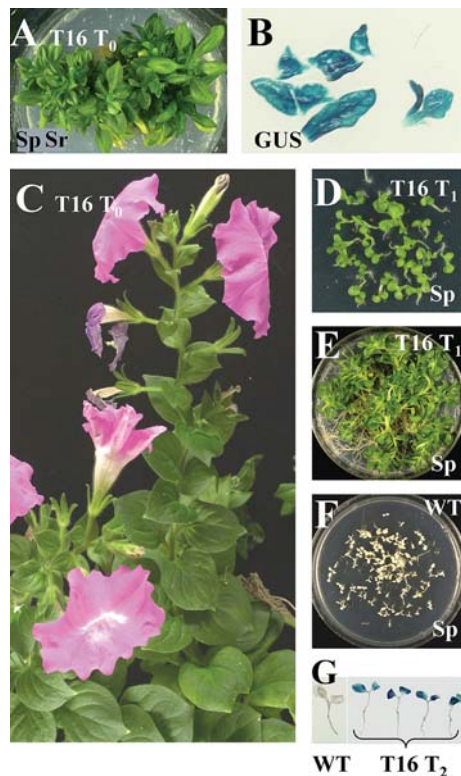 A T16 T0
Sp Sr
B
GUS
C T16 T0
D T16 T1
Sp
E T16 T1
Sp
F WT
Sp
G
WT T16 T2